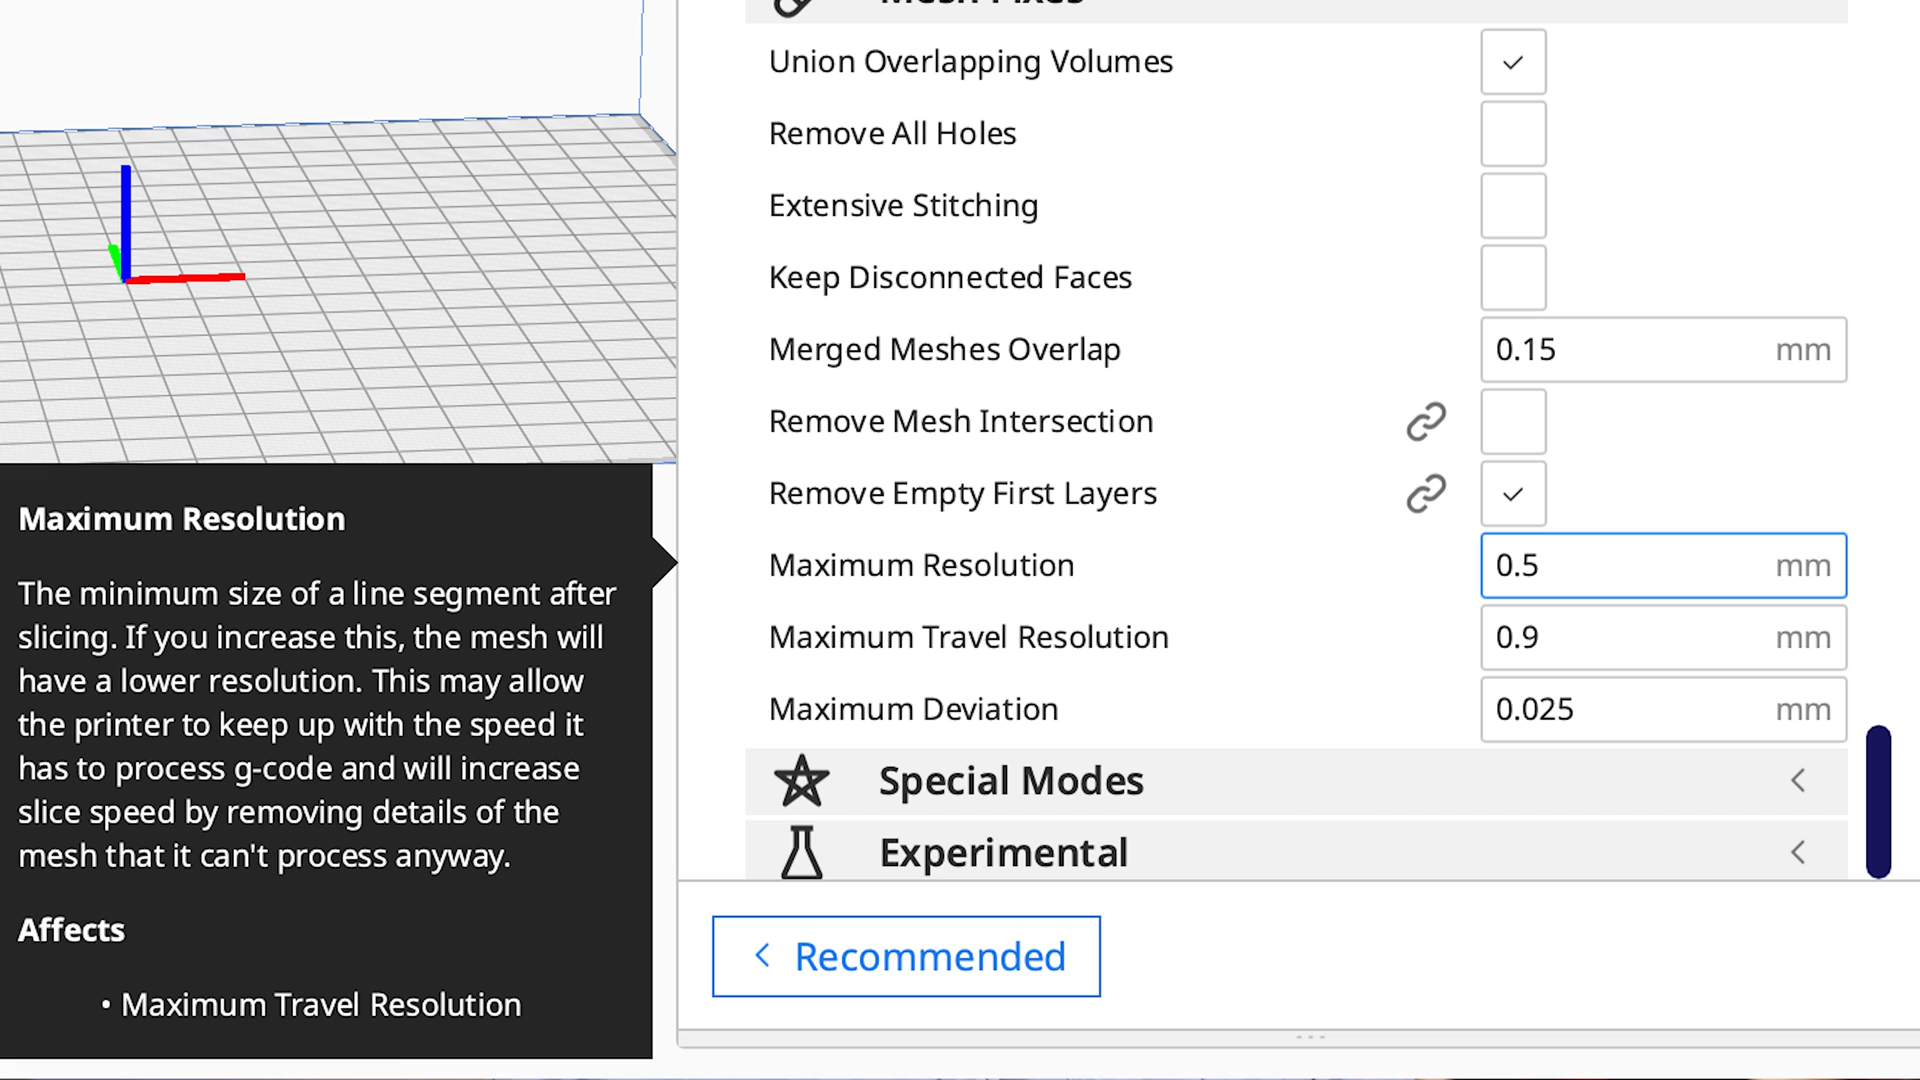 Mesh Fixes
Union Overlapping Volumes
Remove All Holes
Extensive Stitching
Keep Disconnected Faces
Merged Meshes Overlap 0.15 mm
Remove Mesh Intersection
Remove Empty First Layers
Maximum Resolution 0.5 mm
Maximum Travel Resolution 0.9 mm
Maximum Deviation 0.025 mm
Special Modes
Experimental
Recommended
Maximum Resolution
The minimum size of a line segment after
slicing. If you increase this, the mesh will
have a lower resolution. This may allow
the printer to keep up with the speed it
has to process g-code and will increase
slice speed by removing details of the
mesh that it can't process anyway.
Affects
• Maximum Travel Resolution